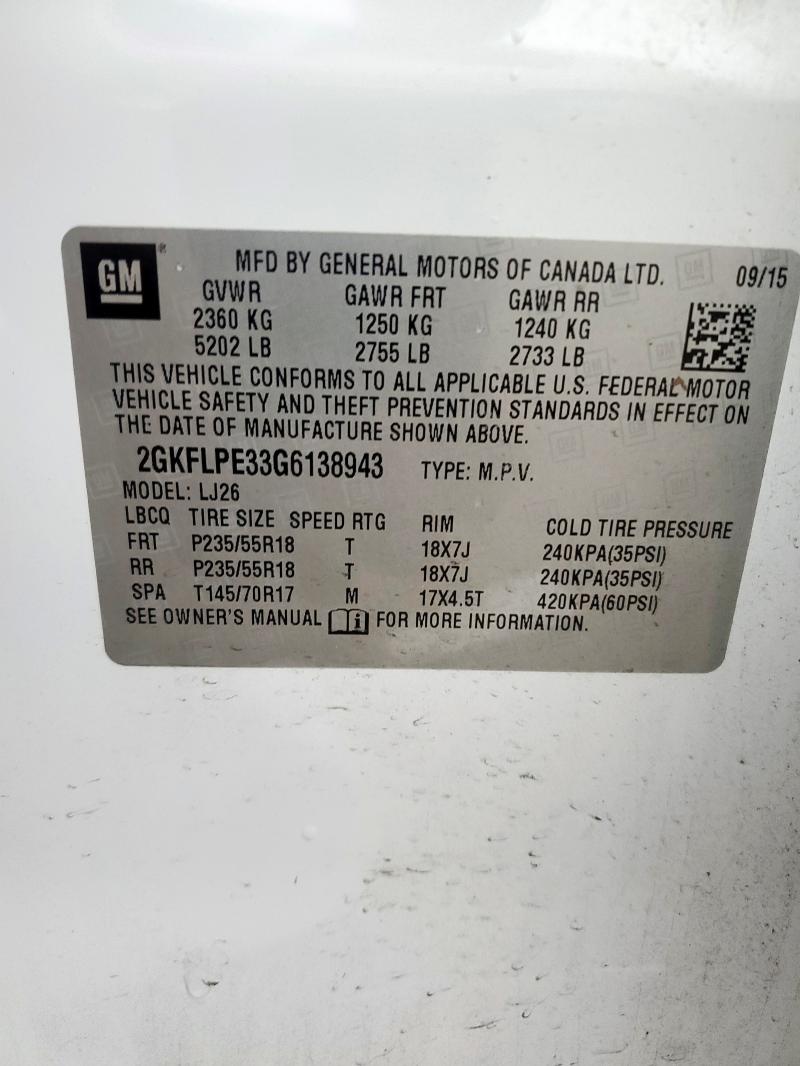 GM
MFD BY GENERAL MOTORS OF CANADA LTD. 09/15
GVWR GAWR FRT GAWR RR
2360 KG 1250 KG 1240 KG
5202 LB 2755 LB 2733 LB
THIS VEHICLE CONFORMS TO ALL APPLICABLE U.S. FEDERAL MOTOR
VEHICLE SAFETY AND THEFT PREVENTION STANDARDS IN EFFECT ON
THE DATE OF MANUFACTURE SHOWN ABOVE.
2GKFLPE33G6138943 TYPE: M.P.V.
MODEL: LJ26
LBCQ TIRE SIZE SPEED RTG RIM COLD TIRE PRESSURE
FRT P235/55R18 T 18X7J 240KPA(35PSI)
RR P235/55R18 T 18X7J 240KPA(35PSI)
SPA T145/70R17 M 17X4.5T 420KPA(60PSI)
SEE OWNER'S MANUAL i FOR MORE INFORMATION.